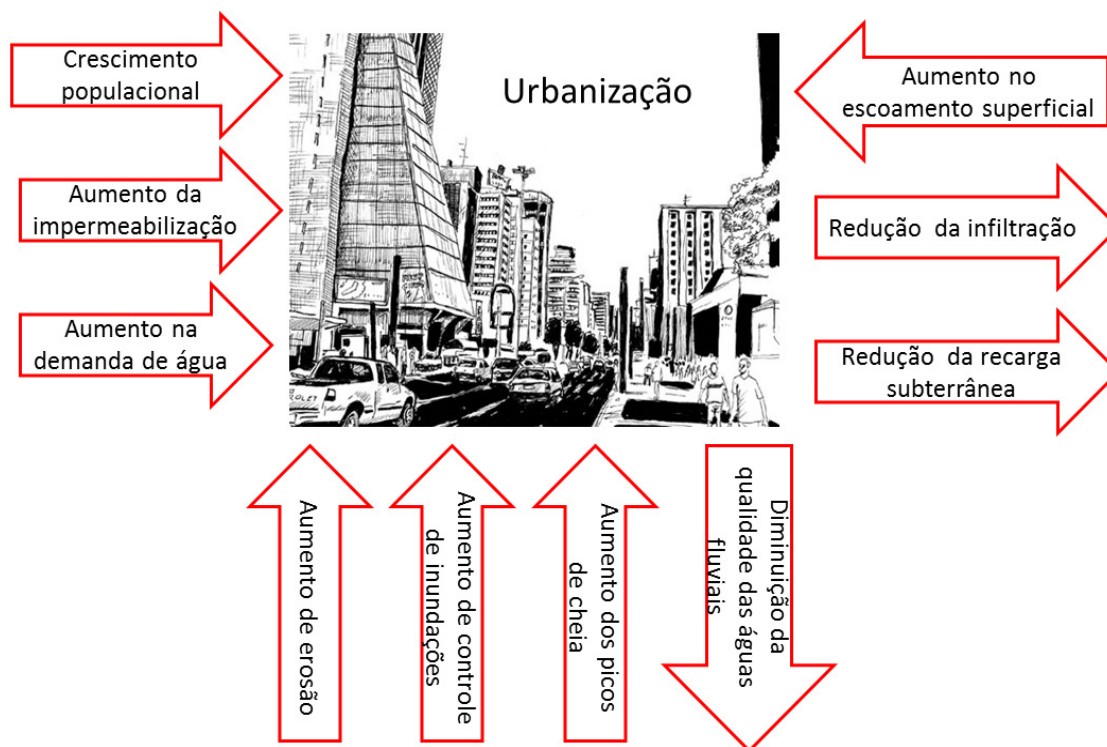 Urbanização
Crescimento
populacional
Aumento da
impermeabilização
Aumento na
demanda de água
Aumento no
escoamento superficial
Redução da infiltração
Redução da recarga
subterrânea
Aumento de erosão
Aumento de controle
de inundações
Aumento dos picos
de cheia
Diminuição da
qualidade das águas
fluviais